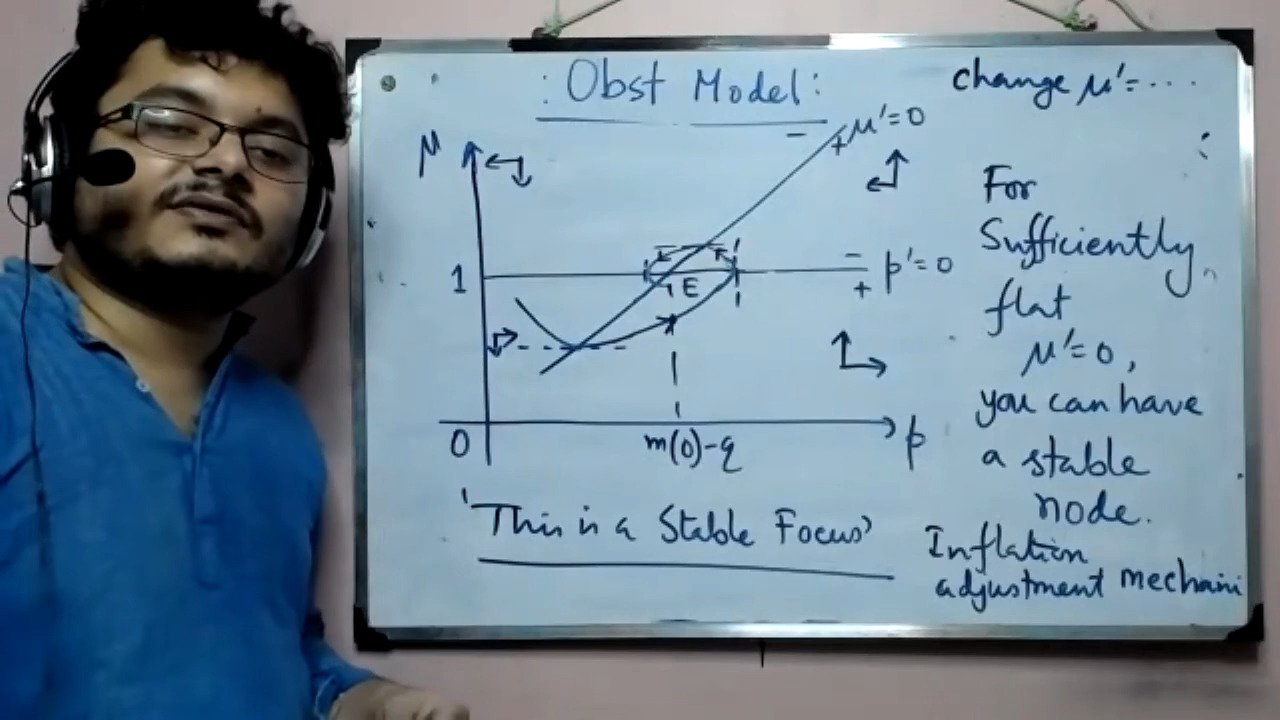 : Obst Model :
change μ' = ....
μ
- + μ'=0
1
E
- + p'=0
0
m(0)-q
p
'This is a Stable Focus'
For
Sufficiently
flat
μ'=0,
you can have
a stable
node.
Inflation
adjustment mechani